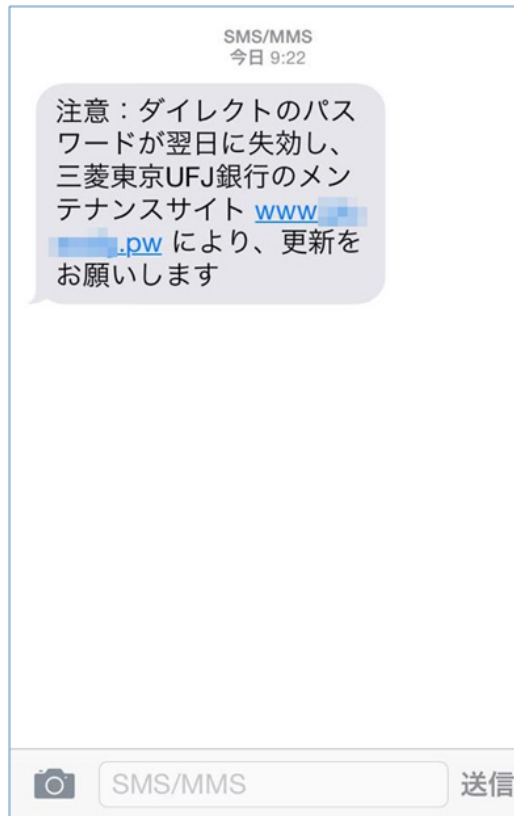 SMS/MMS
今日 9:22
注意：ダイレクトのパス
ワードが翌日に失効し、
三菱東京UFJ銀行のメン
テナンスサイト www.
.pw により、更新を
お願いします
SMS/MMS
送信